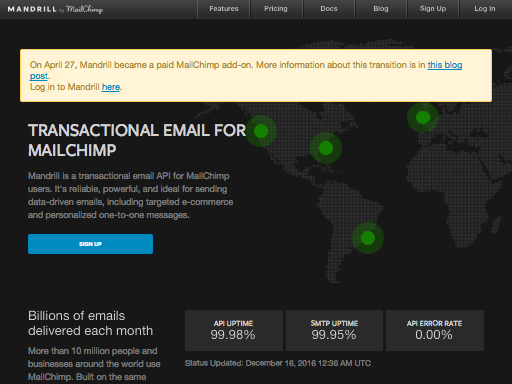 MANDRILL by MailChimp
Features
Pricing
Docs
Blog
Sign Up
Log In
On April 27, Mandrill became a paid MailChimp add-on. More information about this transition is in this blog
post.
Log in to Mandrill here.
TRANSACTIONAL EMAIL FOR
MAILCHIMP
Mandrill is a transactional email API for MailChimp
users. It's reliable, powerful, and ideal for sending
data-driven emails, including targeted e-commerce
and personalized one-to-one messages.
SIGN UP
Billions of emails
delivered each month
More than 10 million people and
businesses around the world use
MailChimp. Built on the same
API UPTIME
99.98%
SMTP UPTIME
99.95%
API ERROR RATE
0.00%
Status Updated: December 16, 2016 12:36 AM UTC